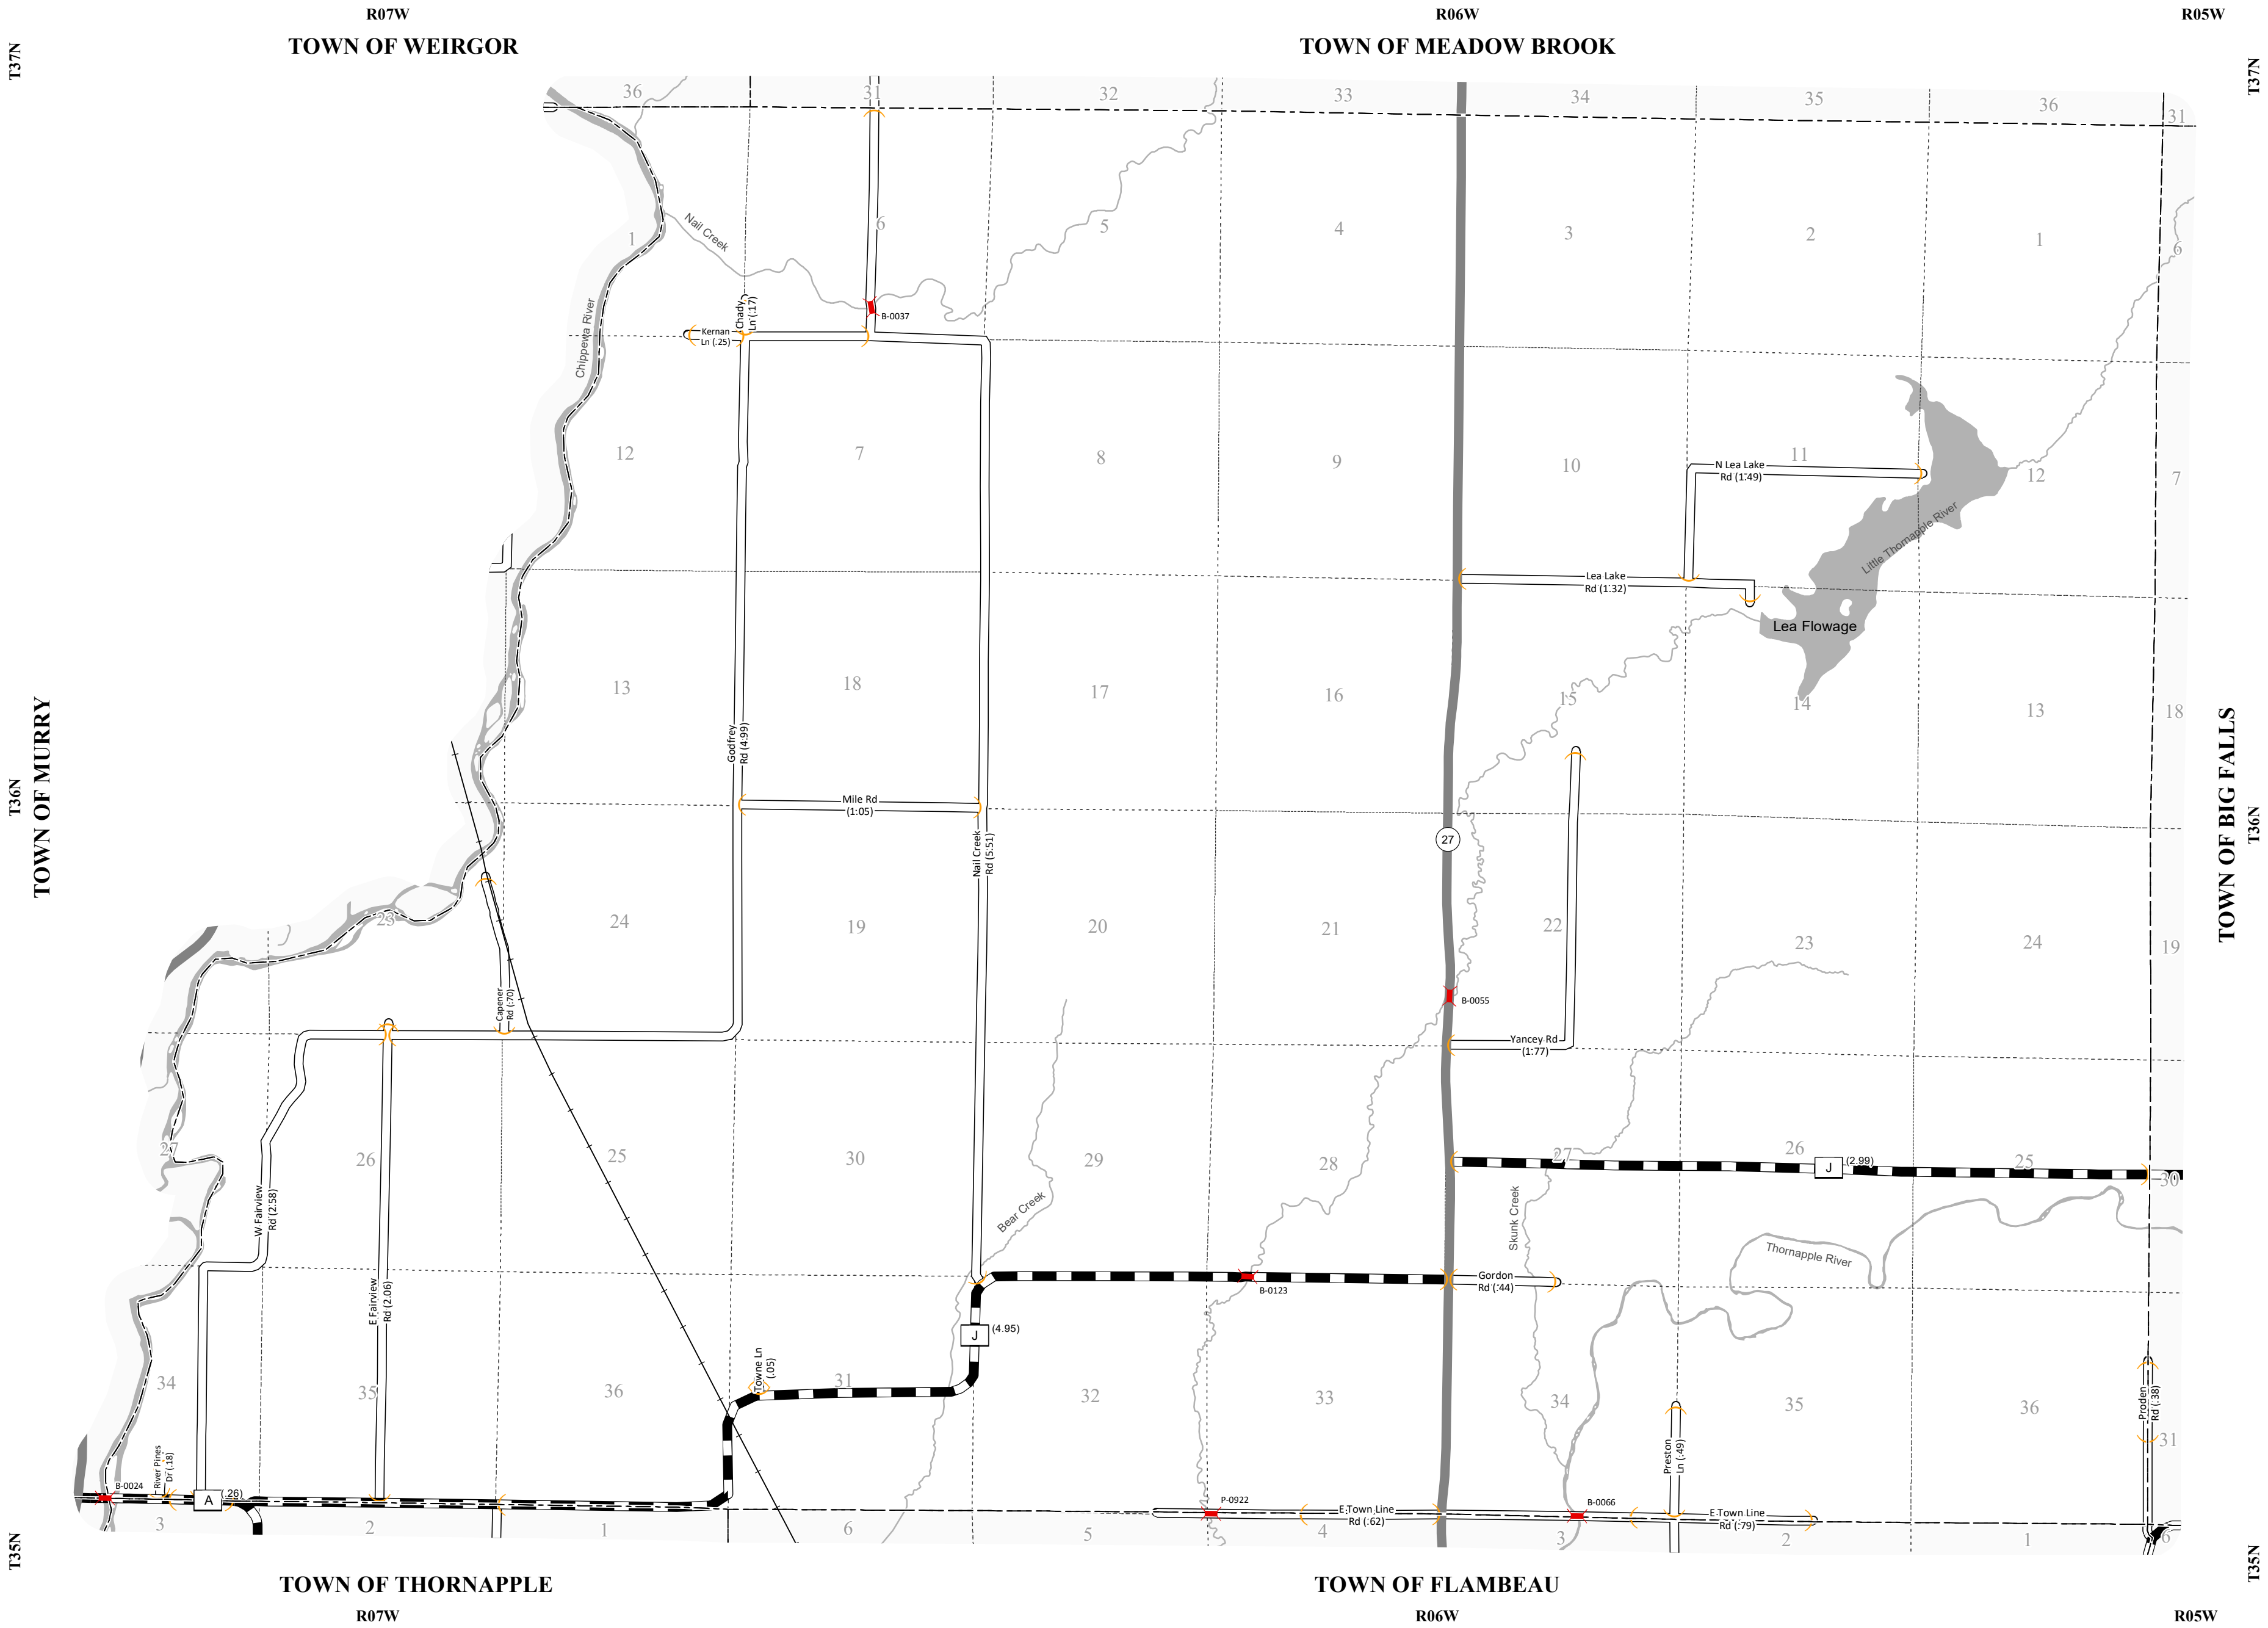 R07W
R06W
R05W
TOWN OF WEIRGOR
TOWN OF MEADOW BROOK
T37N
T37N
36
31
32
33
34
35
36
31
Nail Creek
1
6
5
4
3
2
1
6
Chippewa River
Chady
Ln (.17)
B-0037
Kernan
Ln (.25)
12
7
8
9
10
11
12
7
N Lea Lake
Rd (1.49)
Little Thornapple River
Lea Lake
Rd (1.32)
Lea Flowage
13
18
17
16
15
14
13
18
Godfrey
Rd (4.99)
TOWN OF MURRY
T36N
TOWN OF BIG FALLS
T36N
Mile Rd
(1.05)
Nail Creek
Rd (5.51)
27
23
24
19
20
21
22
23
24
19
Capener
Rd (.70)
B-0055
Yancey Rd
(1.77)
27
26
25
30
29
28
27
26
25
30
J
(2.99)
W Fairview
Rd (2.58)
Bear Creek
Skunk Creek
Thornapple River
E Fairview
Rd (2.06)
B-0123
Gordon
Rd (.44)
J
(4.95)
Towne Ln
(.05)
34
35
36
31
32
33
34
35
36
31
Proden
Rd (.38)
Preston
Ln (.49)
River Pines
Dr (.18)
B-0024
A
(.26)
P-0922
E Town Line
Rd (.62)
B-0066
E Town Line
Rd (.79)
3
2
1
6
5
4
3
2
1
6
T35N
T35N
TOWN OF THORNAPPLE
TOWN OF FLAMBEAU
R07W
R06W
R05W